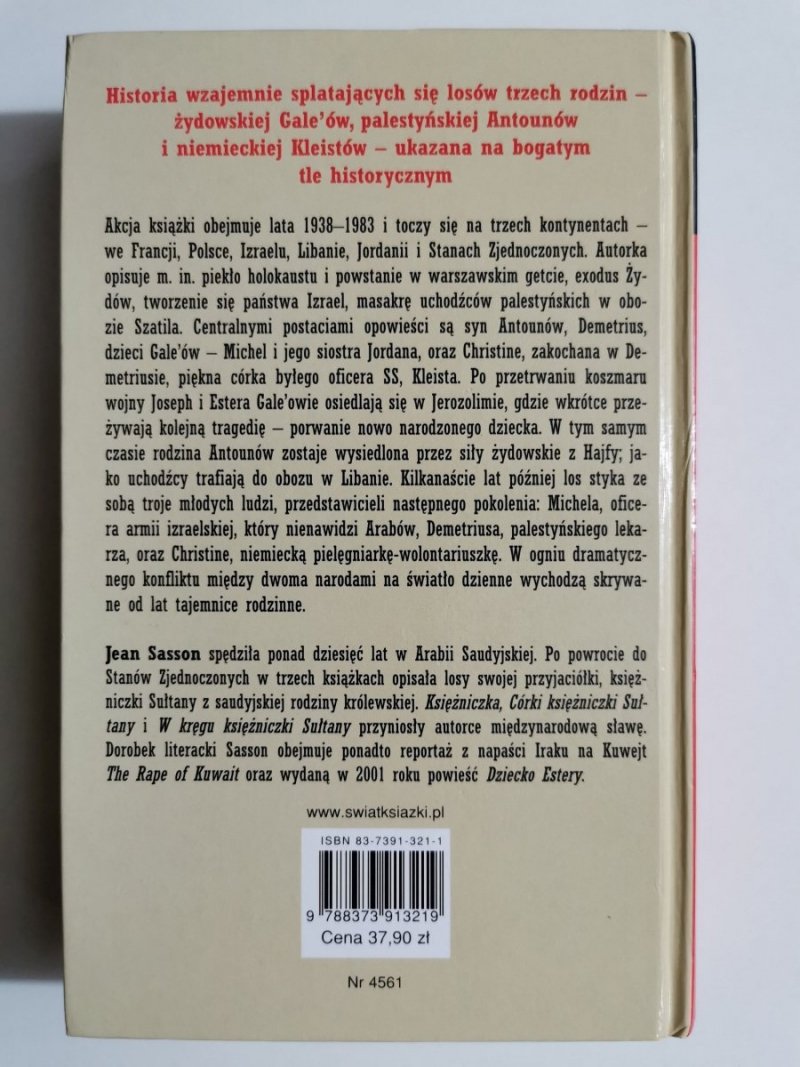 Historia wzajemnie splatających się losów trzech rodzin –
żydowskiej Gale'ów, palestyńskiej Antounów
i niemieckiej Kleistów – ukazana na bogatym
tle historycznym
Akcja książki obejmuje lata 1938–1983 i toczy się na trzech kontynentach –
we Francji, Polsce, Izraelu, Libanie, Jordanii i Stanach Zjednoczonych. Autorka
opisuje m. in. piekło holokaustu i powstanie w warszawskim getcie, exodus Ży-
dów, tworzenie się państwa Izrael, masakrę uchodźców palestyńskich w obo-
zie Szatila. Centralnymi postaciami opowieści są syn Antounów, Demetrius,
dzieci Gale'ów – Michel i jego siostra Jordana, oraz Christine, zakochana w De-
metriusie, piękna córka byłego oficera SS, Kleista. Po przetrwaniu koszmaru
wojny Joseph i Estera Gale'owie osiedlają się w Jerozolimie, gdzie wkrótce prze-
żywają kolejną tragedię – porwanie nowo narodzonego dziecka. W tym samym
czasie rodzina Antounów zostaje wysiedlona przez siły żydowskie z Hajfy; ja-
ko uchodźcy trafiają do obozu w Libanie. Kilkanaście lat później los styka ze
sobą troje młodych ludzi, przedstawicieli następnego pokolenia: Michela, ofice-
ra armii izraelskiej, który nienawidzi Arabów, Demetriusa, palestyńskiego leka-
rza, oraz Christine, niemiecką pielęgniarkę-wolontariuszkę. W ogniu dramatycz-
nego konfliktu między dwoma narodami na światło dzienne wychodzą skrywa-
ne od lat tajemnice rodzinne.
Jean Sasson spędziła ponad dziesięć lat w Arabii Saudyjskiej. Po powrocie do
Stanów Zjednoczonych w trzech książkach opisała losy swojej przyjaciółki, księż-
niczki Sułtany z saudyjskiej rodziny królewskiej. Księżniczka, Córki księżniczki Suł-
tany i W kręgu księżniczki Sułtany przyniosły autorce międzynarodową sławę.
Dorobek literacki Sasson obejmuje ponadto reportaż z napaści Iraku na Kuwejt
The Rape of Kuwait oraz wydaną w 2001 roku powieść Dziecko Estery.
www.swiatksiazki.pl
ISBN 83-7391-321-1
9 788373 913219
Cena 37,90 zł
Nr 4561